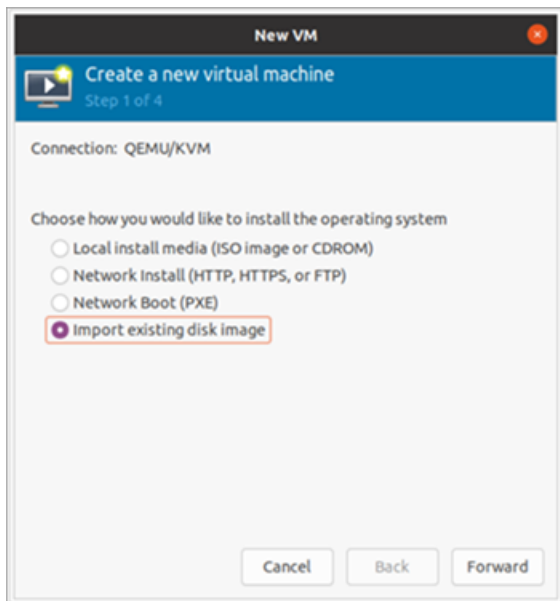 New VM
Create a new virtual machine
Step 1 of 4
Connection: QEMU/KVM
Choose how you would like to install the operating system
Local install media (ISO image or CDROM)
Network Install (HTTP, HTTPS, or FTP)
Network Boot (PXE)
Import existing disk image
Cancel Back Forward